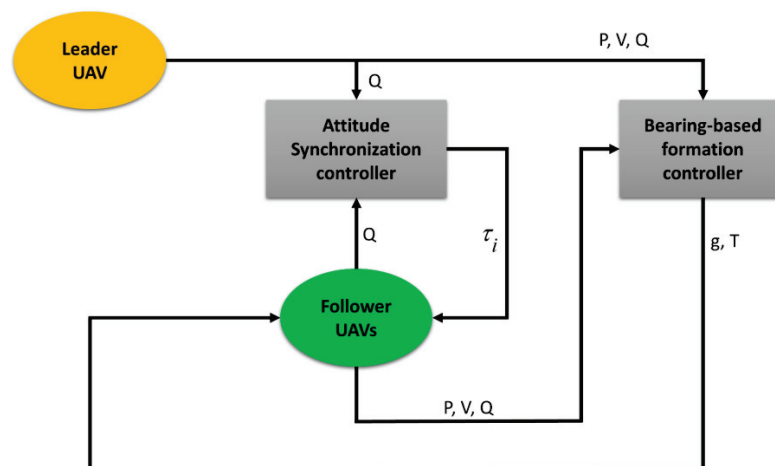 Leader
UAV
P, V, Q
Q
Attitude
Synchronization
controller
Bearing-based
formation
controller
Q
τi
g, T
Follower
UAVs
P, V, Q